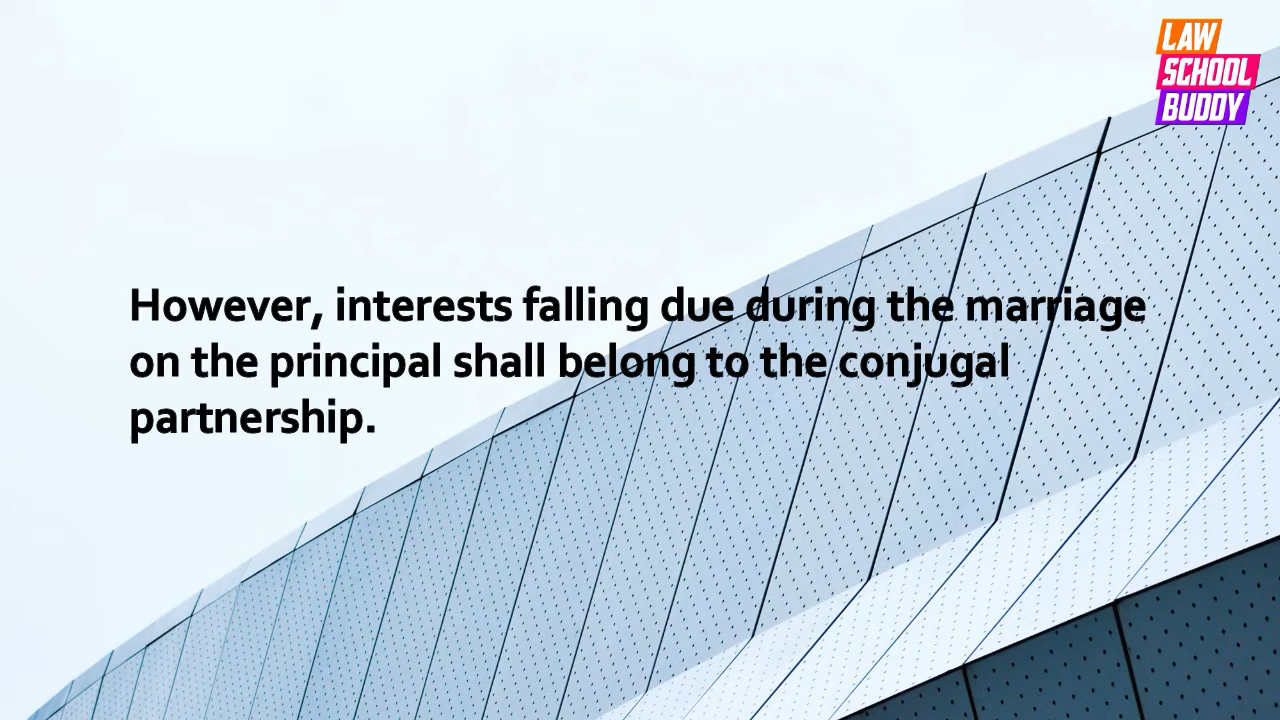 LAW
SCHOOL
BUDDY
However, interests falling due during the marriage
on the principal shall belong to the conjugal
partnership.